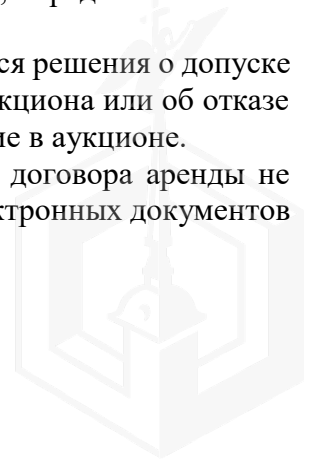 ся решения о допуске
кциона или об отказе
ие в аукционе.
договора аренды не
ктронных документов